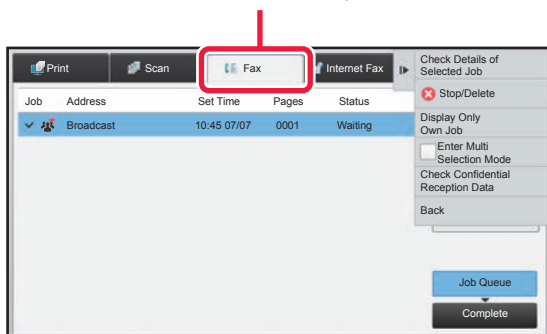 Print Scan Fax Internet Fax
Job Address Set Time Pages Status
Broadcast 10:45 07/07 0001 Waiting
Check Details of
Selected Job
Stop/Delete
Display Only
Own Job
Enter Multi
Selection Mode
Check Confidential
Reception Data
Back
Job Queue
Complete